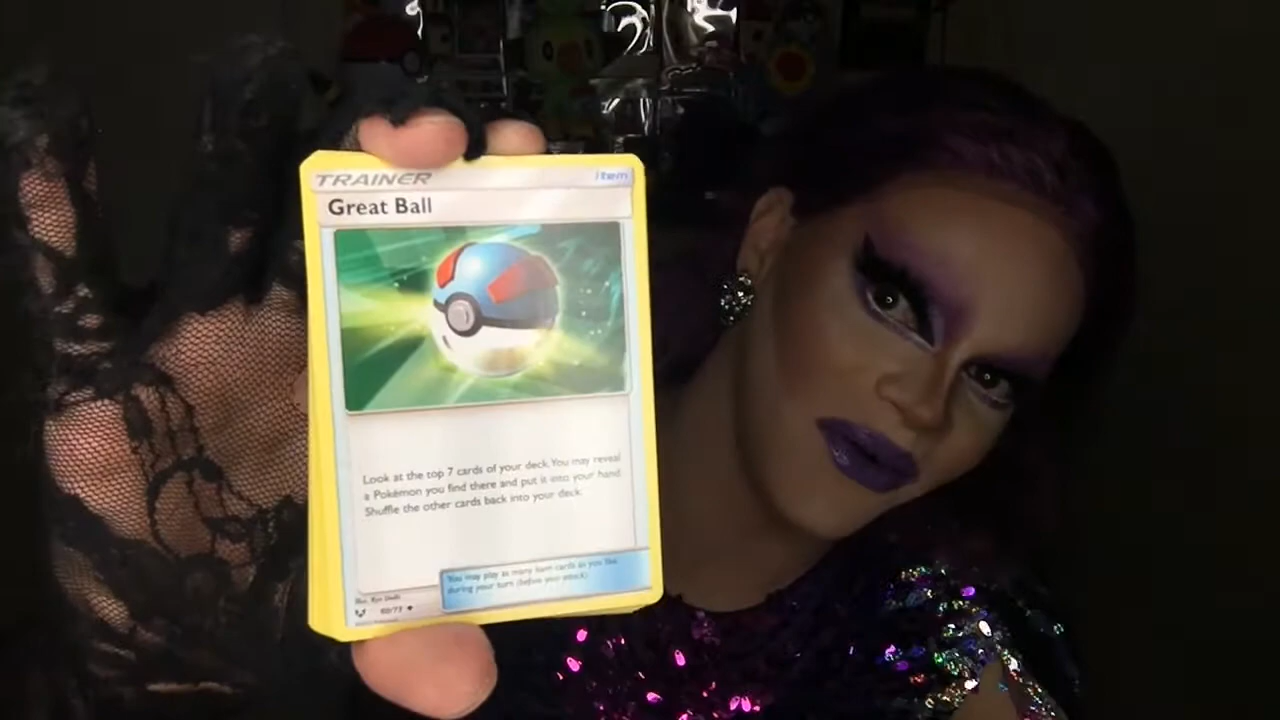 TRAINER Item
Great Ball
Look at the top 7 cards of your deck. You may reveal
a Pokémon you find there and put it into your hand.
Shuffle the other cards back into your deck.
You may play as many Item cards as you like
during your turn (before your attack).
60/73